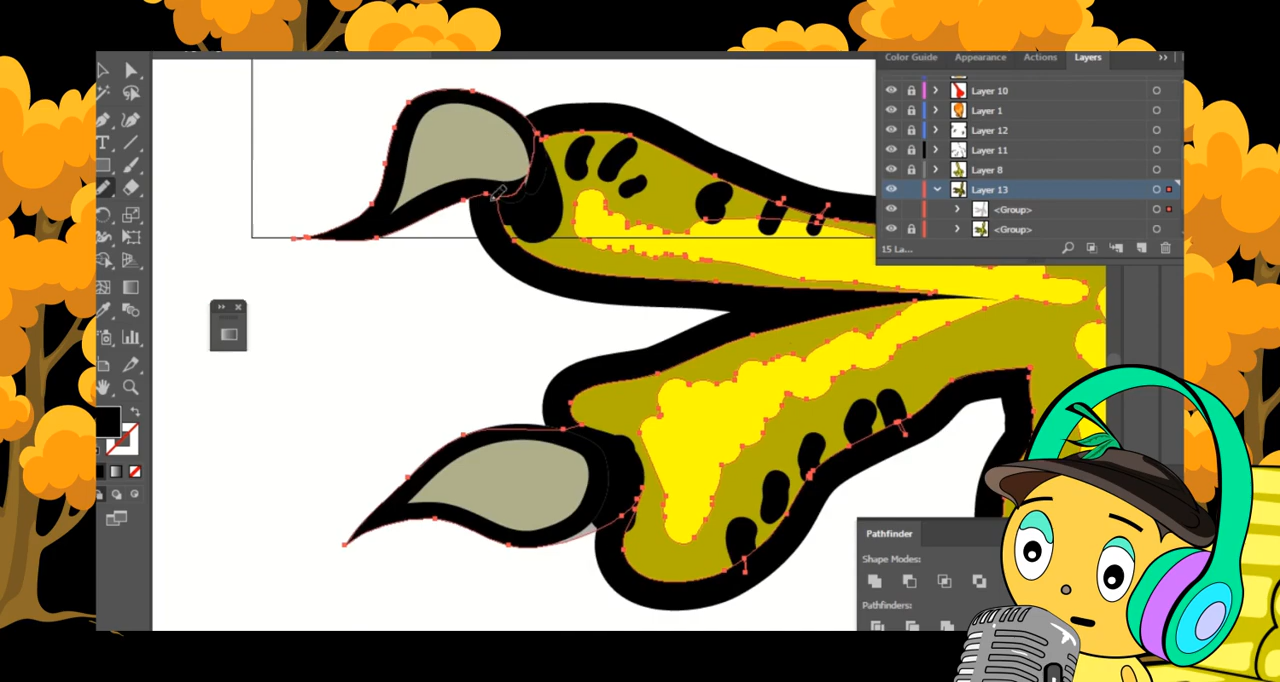 Color Guide Appearance Actions Layers
Layer 10
Layer 1
Layer 12
Layer 11
Layer 8
Layer 13
<Group>
<Group>
15 La...
Pathfinder
Shape Modes:
Pathfinders: